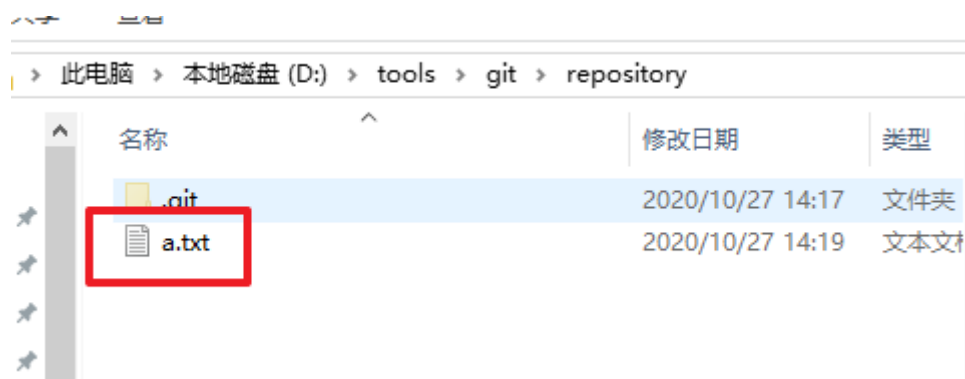 此电脑 > 本地磁盘 (D:) > tools > git > repository
名称 修改日期 类型
.git 2020/10/27 14:17 文件夹
a.txt 2020/10/27 14:19 文本文